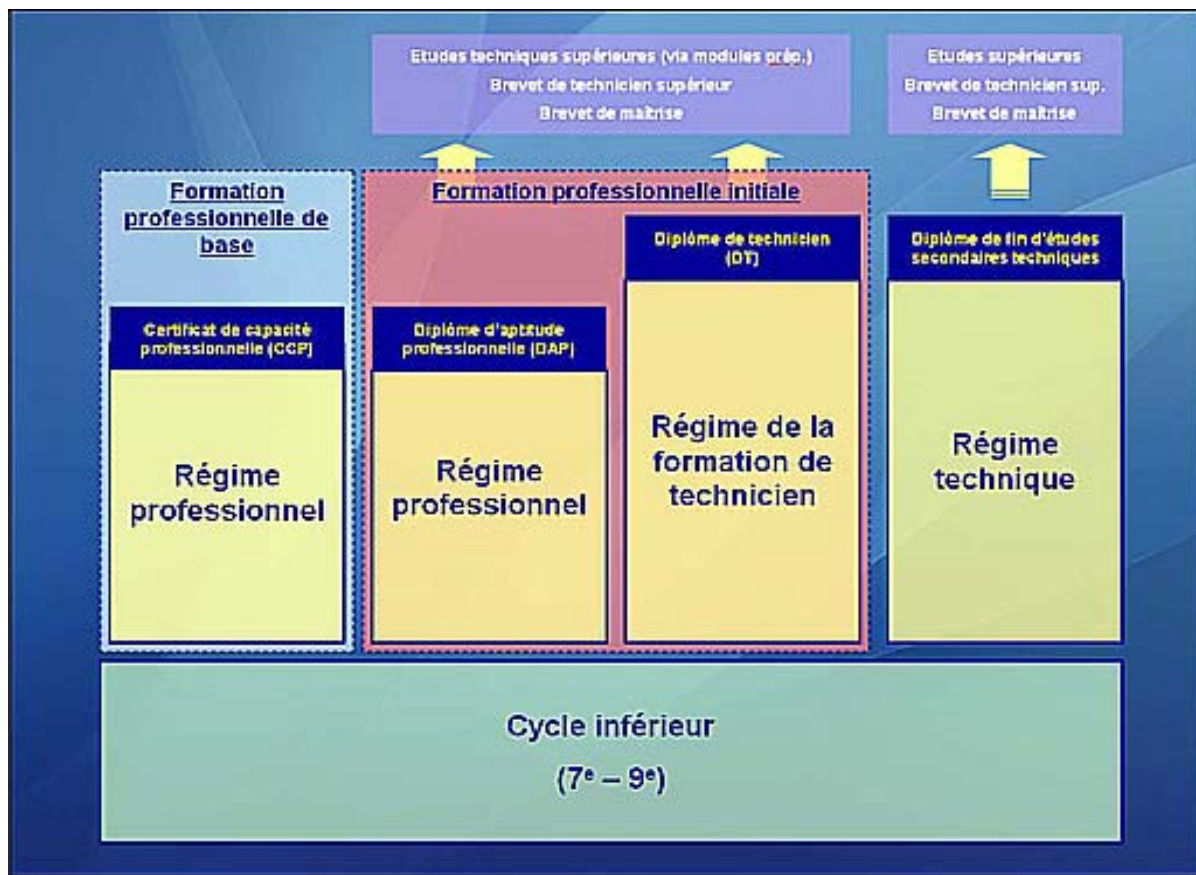 Etudes techniques supérieures (via modules prép.)
Brevet de technicien supérieur
Brevet de maîtrise
Etudes supérieures
Brevet de technicien sup.
Brevet de maîtrise
Formation
professionnelle de
base
Formation professionnelle initiale
Certificat de capacité
professionnelle (CCP)
Diplôme d'aptitude
professionnelle (DAP)
Diplôme de technicien
(DT)
Diplôme de fin d'études
secondaires techniques
Régime
professionnel
Régime
professionnel
Régime de la
formation de
technicien
Régime
technique
Cycle inférieur
(7e – 9e)